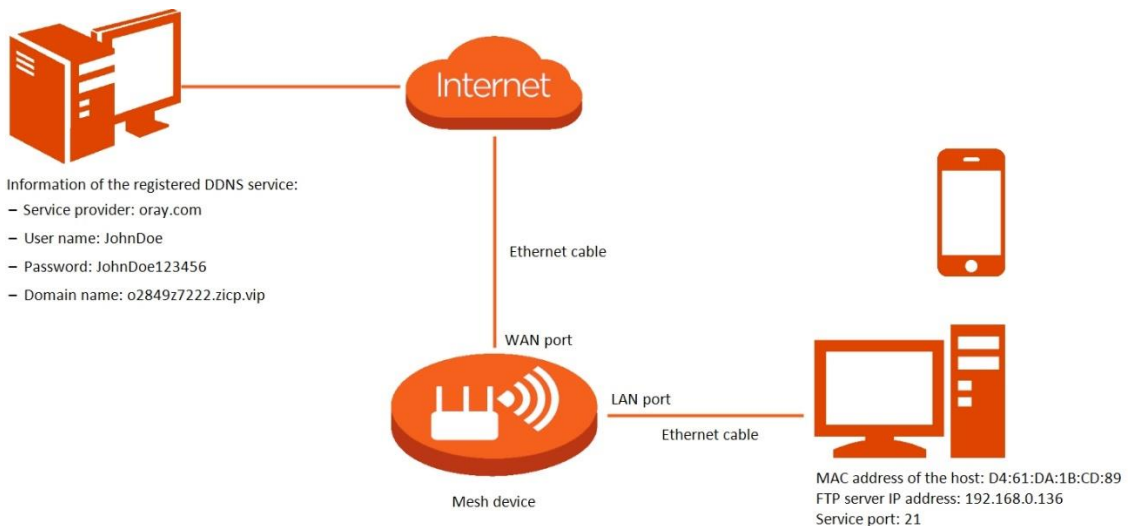 Internet
Information of the registered DDNS service:
– Service provider: oray.com
– User name: JohnDoe
– Password: JohnDoe123456
– Domain name: o2849z7222.zicp.vip
Ethernet cable
WAN port
LAN port
Ethernet cable
Mesh device
MAC address of the host: D4:61:DA:1B:CD:89
FTP server IP address: 192.168.0.136
Service port: 21